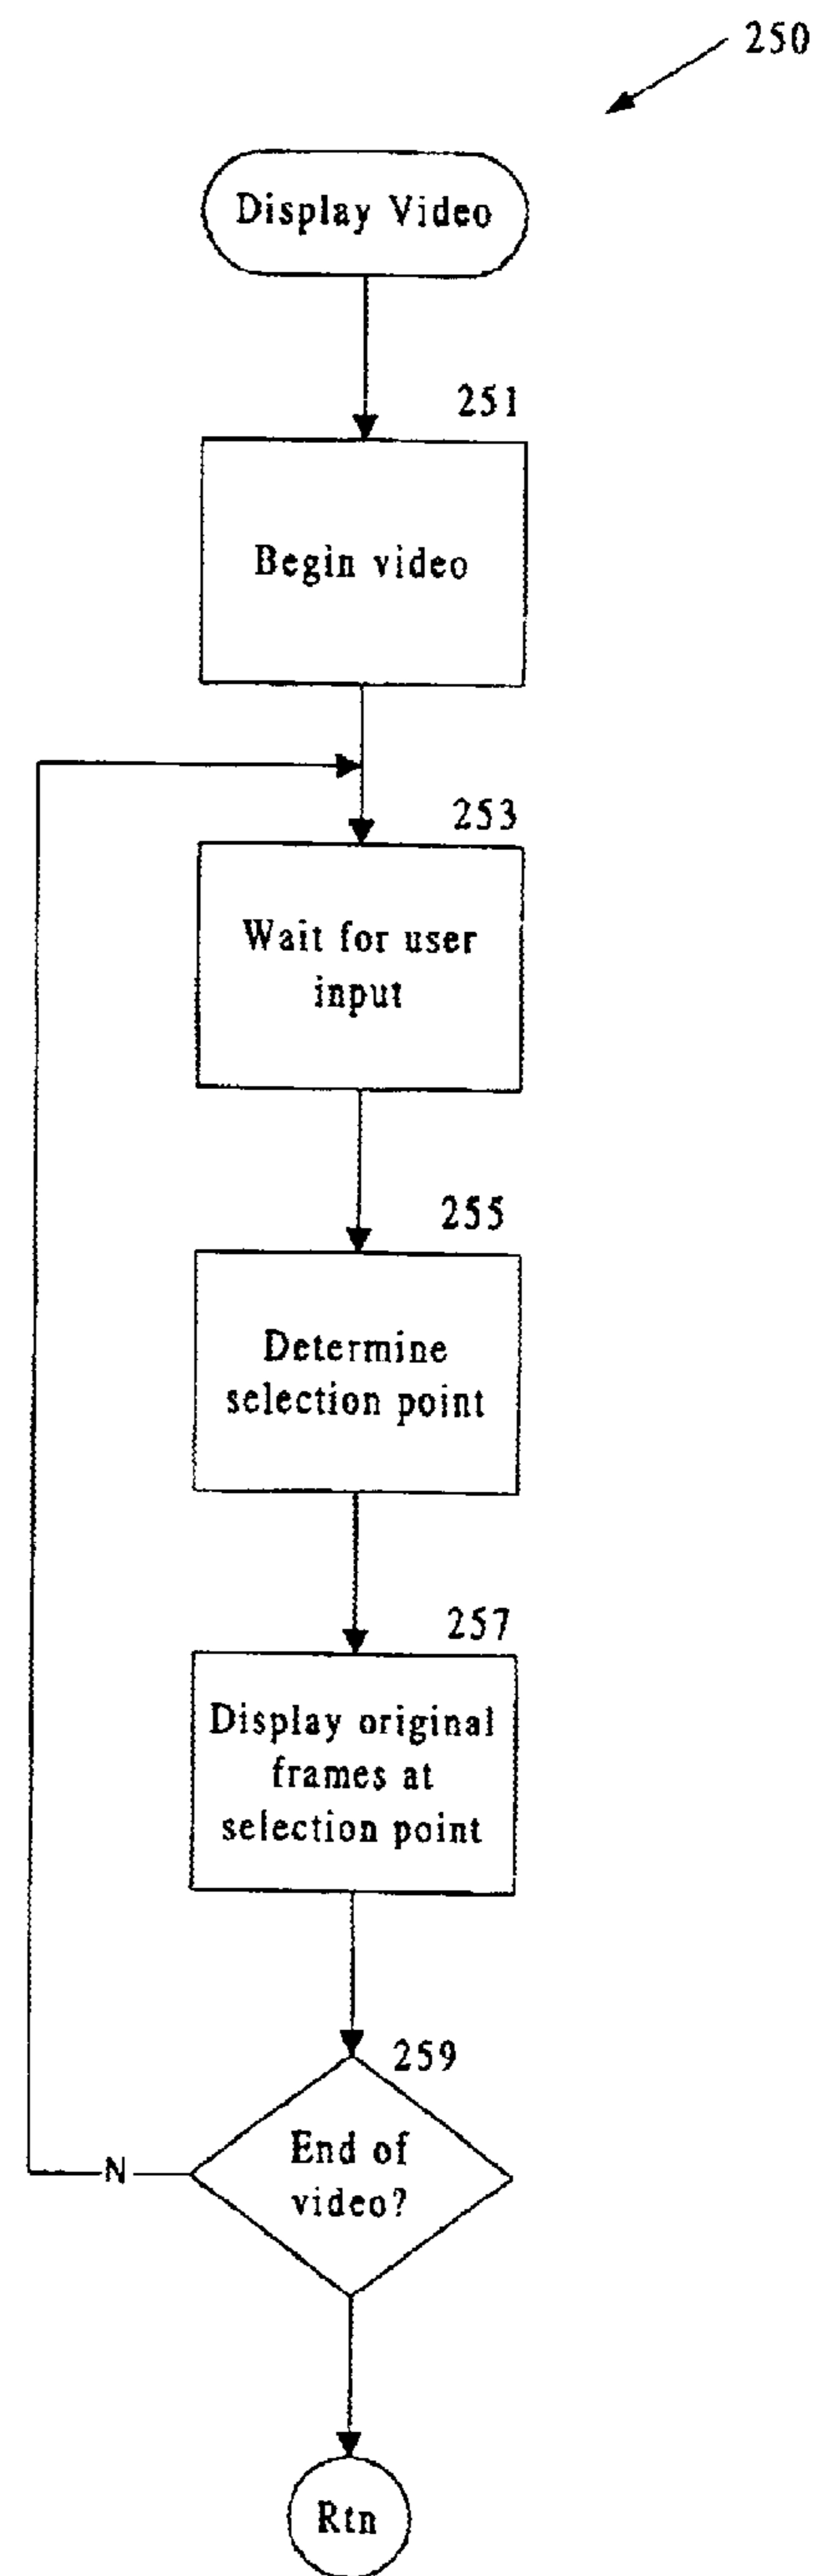 250
Display Video
251
Begin video
253
Wait for user
input
255
Determine
selection point
257
Display original
frames at
selection point
259
End of
video?
N
Rtn